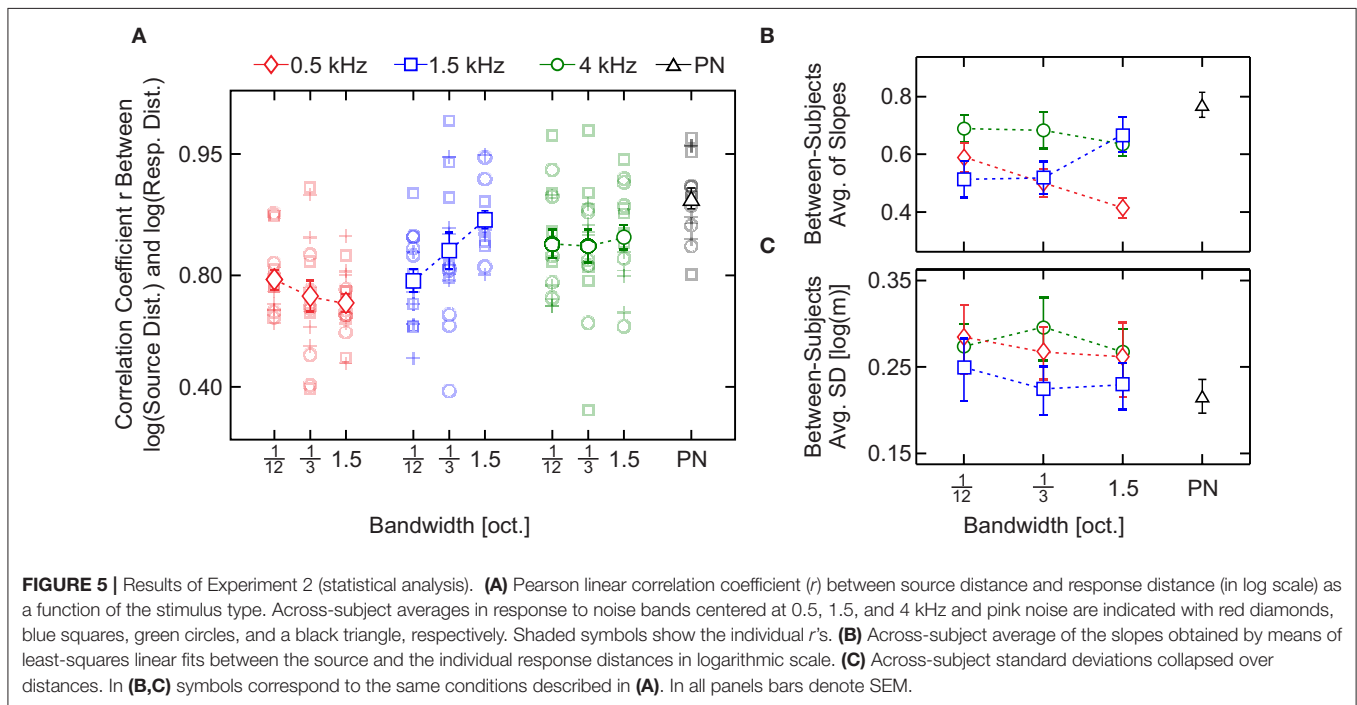 A
0.5 kHz 1.5 kHz 4 kHz PN
Correlation Coefficient r Between
log(Source Dist.) and log(Resp. Dist.)
0.95
0.80
0.40
1/12 1/3 1.5 1/12 1/3 1.5 1/12 1/3 1.5 PN
Bandwidth [oct.]
B
Between-Subjects
Avg. of Slopes
0.8
0.6
0.4
C
Between-Subjects
Avg. SD [log(m)]
0.35
0.25
0.15
1/12 1/3 1.5 PN
Bandwidth [oct.]
FIGURE 5 | Results of Experiment 2 (statistical analysis). (A) Pearson linear correlation coefficient (r) between source distance and response distance (in log scale) as
a function of the stimulus type. Across-subject averages in response to noise bands centered at 0.5, 1.5, and 4 kHz and pink noise are indicated with red diamonds,
blue squares, green circles, and a black triangle, respectively. Shaded symbols show the individual r's. (B) Across-subject average of the slopes obtained by means of
least-squares linear fits between the source and the individual response distances in logarithmic scale. (C) Across-subject standard deviations collapsed over
distances. In (B,C) symbols correspond to the same conditions described in (A). In all panels bars denote SEM.